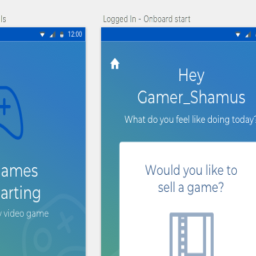 ls
Logged In - Onboard start
12:00
ames
arting
video game
Hey
Gamer_Shamus
What do you feel like doing today?
Would you like to
sell a game?